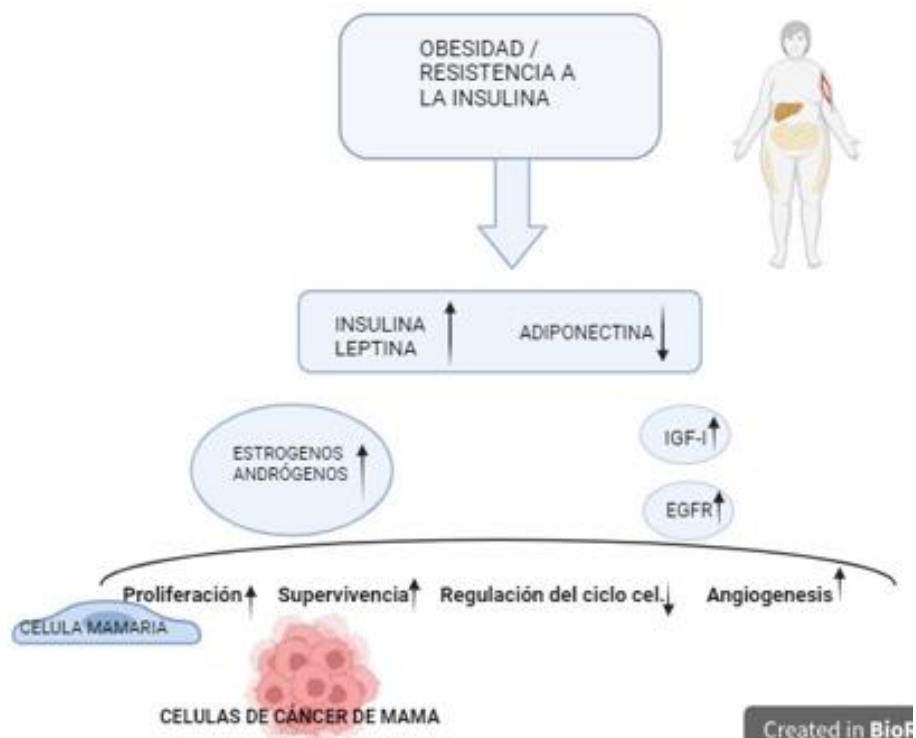 OBESIDAD /
RESISTENCIA A
LA INSULINA
INSULINA
LEPTINA
ADIPONECTINA
ESTROGENOS
ANDRÓGENOS
IGF-I
EGFR
Proliferación
Supervivencia
Regulación del ciclo cel.
Angiogenesis
CELULA MAMARIA
CELULAS DE CÁNCER DE MAMA
Created in BioR